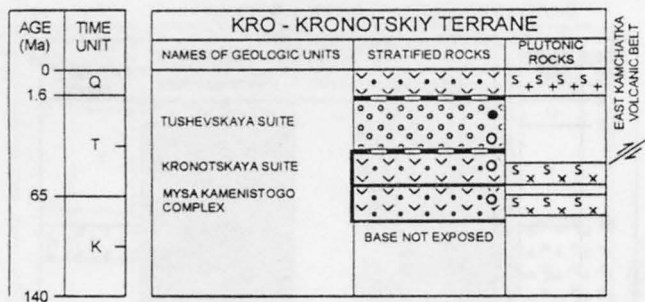 KRO - KRONOTSKIY TERRANE
AGE
(Ma)
TIME
UNIT
NAMES OF GEOLOGIC UNITS
STRATIFIED ROCKS
PLUTONIC
ROCKS
0
Q
1.6
T
65
K
140
TUSHEVSKAYA SUITE
KRONOTSKAYA SUITE
MYSA KAMENISTOGO
COMPLEX
BASE NOT EXPOSED
S + S + S + S +
S x S x S x S
S x S x S x S
EAST KAMCHATKA
VOLCANIC BELT